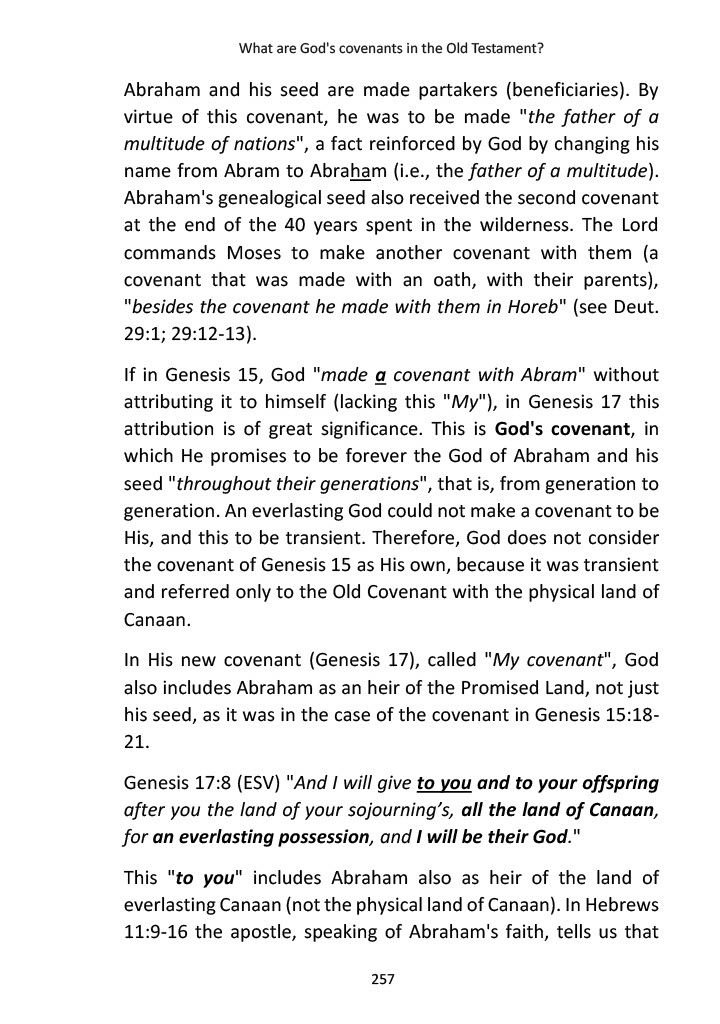 What are God's covenants in the Old Testament?
Abraham and his seed are made partakers (beneficiaries). By
virtue of this covenant, he was to be made "the father of a
multitude of nations", a fact reinforced by God by changing his
name from Abram to Abraham (i.e., the father of a multitude).
Abraham's genealogical seed also received the second covenant
at the end of the 40 years spent in the wilderness. The Lord
commands Moses to make another covenant with them (a
covenant that was made with an oath, with their parents),
"besides the covenant he made with them in Horeb" (see Deut.
29:1; 29:12-13).
If in Genesis 15, God "made a covenant with Abram" without
attributing it to himself (lacking this "My"), in Genesis 17 this
attribution is of great significance. This is God's covenant, in
which He promises to be forever the God of Abraham and his
seed "throughout their generations", that is, from generation to
generation. An everlasting God could not make a covenant to be
His, and this to be transient. Therefore, God does not consider
the covenant of Genesis 15 as His own, because it was transient
and referred only to the Old Covenant with the physical land of
Canaan.
In His new covenant (Genesis 17), called "My covenant", God
also includes Abraham as an heir of the Promised Land, not just
his seed, as it was in the case of the covenant in Genesis 15:18-
21.
Genesis 17:8 (ESV) "And I will give to you and to your offspring
after you the land of your sojourning’s, all the land of Canaan,
for an everlasting possession, and I will be their God."
This "to you" includes Abraham also as heir of the land of
everlasting Canaan (not the physical land of Canaan). In Hebrews
11:9-16 the apostle, speaking of Abraham's faith, tells us that
257